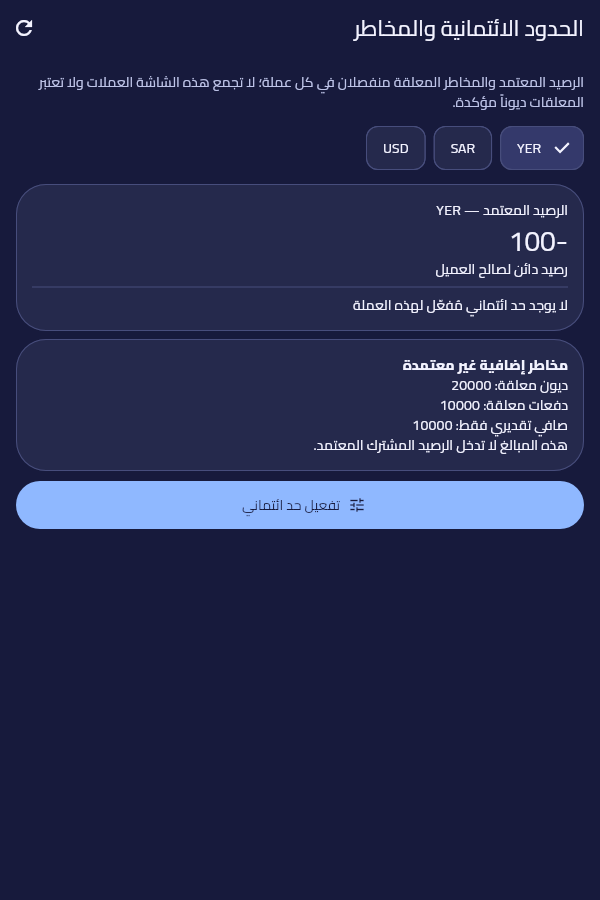 الحدود الائتمانية والمخاطر
الرصيد المعتمد والمخاطر المعلقة منفصلان في كل عملة؛ لا تجمع هذه الشاشة العملات ولا تعتبر
المعلقات ديوناً مؤكدة.
YER
SAR
USD
الرصيد المعتمد — YER
-100
رصيد دائن لصالح العميل
لا يوجد حد ائتماني مُفعّل لهذه العملة
مخاطر إضافية غير معتمدة
ديون معلقة: 20000
دفعات معلقة: 10000
صافي تقديري فقط: 10000
هذه المبالغ لا تدخل الرصيد المشترك المعتمد.
تفعيل حد ائتماني